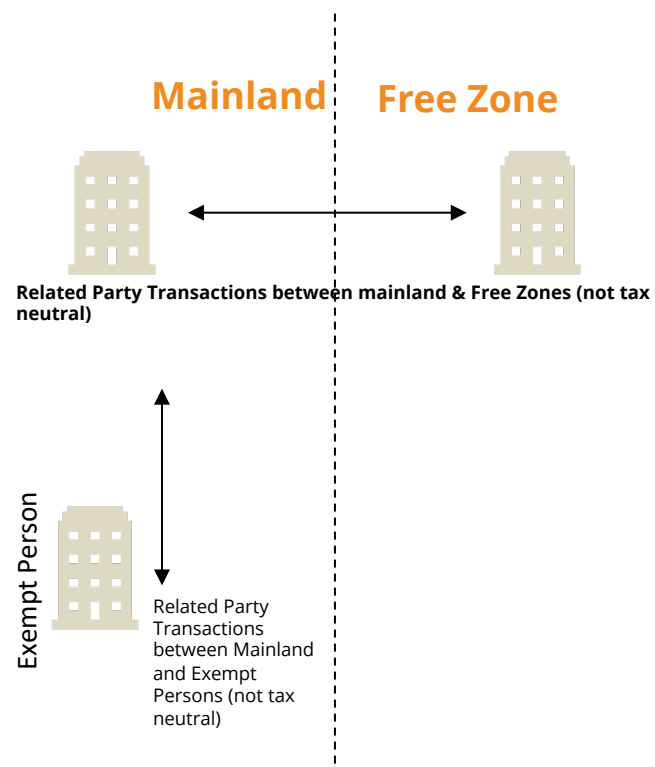 Mainland
Free Zone
Related Party Transactions between mainland & Free Zones (not tax
neutral)
Exempt Person
Related Party
Transactions
between Mainland
and Exempt
Persons (not tax
neutral)